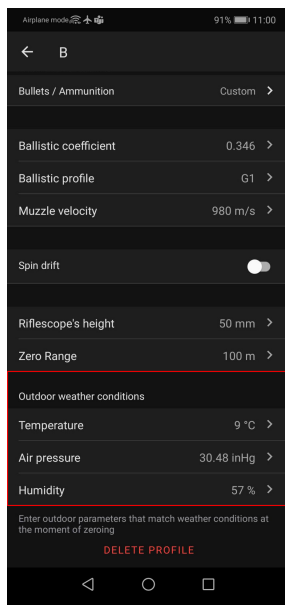 Airplane mode 91% 11:00
B
Bullets / Ammunition Custom
Ballistic coefficient 0.346
Ballistic profile G1
Muzzle velocity 980 m/s
Spin drift
Riflescope's height 50 mm
Zero Range 100 m
Outdoor weather conditions
Temperature 9 °C
Air pressure 30.48 inHg
Humidity 57 %
Enter outdoor parameters that match weather conditions at
the moment of zeroing
DELETE PROFILE